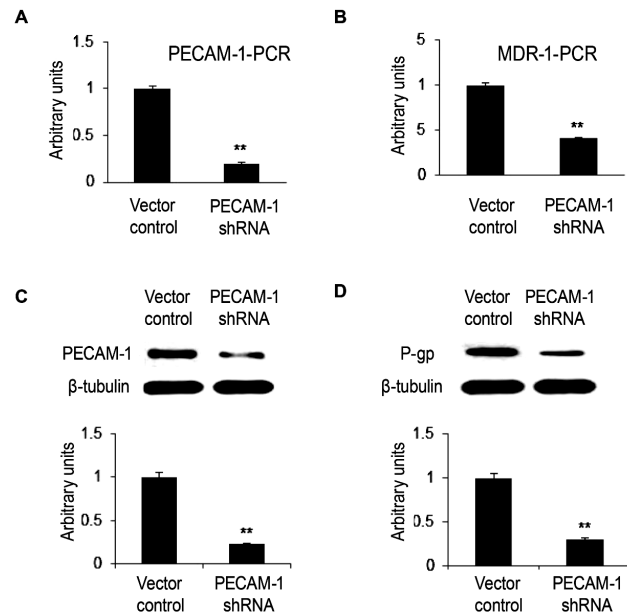 A
PECAM-1-PCR
Arbitrary units
1.5
1
0.5
0
**
Vector
control
PECAM-1
shRNA
B
MDR-1-PCR
Arbitrary units
5
1
5
5
**
Vector
control
PECAM-1
shRNA
C
Vector
control
PECAM-1
shRNA
PECAM-1
β-tubulin
Arbitrary units
1.5
1
0.5
0
**
Vector
control
PECAM-1
shRNA
D
Vector
control
PECAM-1
shRNA
P-gp
β-tubulin
Arbitrary units
1.5
1
0.5
0
**
Vector
control
PECAM-1
shRNA